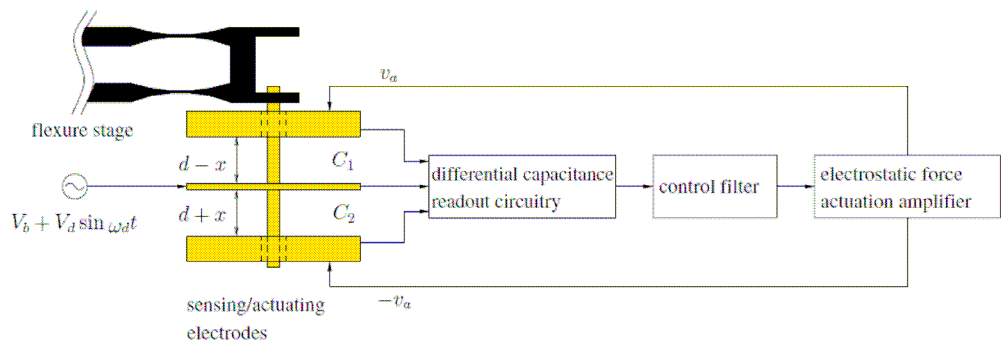 flexure stage
v_a
d − x
C_1
d + x
C_2
V_b + V_d sin ω_d t
differential capacitance
readout circuitry
control filter
electrostatic force
actuation amplifier
−v_a
sensing/actuating
electrodes